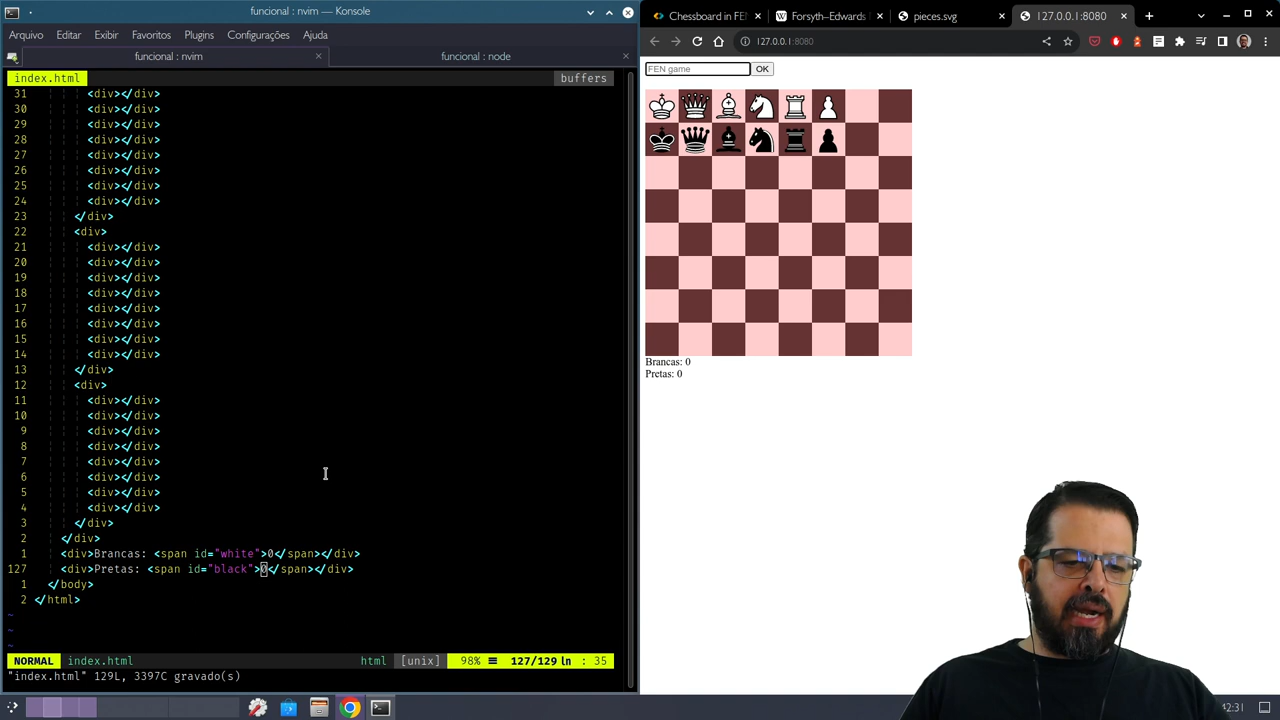 funcional : nvim — Konsole
Arquivo Editar Exibir Favoritos Plugins Configurações Ajuda
funcional : nvim
funcional : node
index.html buffers
31 <div></div>
30 <div></div>
29 <div></div>
28 <div></div>
27 <div></div>
26 <div></div>
25 <div></div>
24 <div></div>
23 </div>
22 <div>
21 <div></div>
20 <div></div>
19 <div></div>
18 <div></div>
17 <div></div>
16 <div></div>
15 <div></div>
14 <div></div>
13 </div>
12 <div>
11 <div></div>
10 <div></div>
9 <div></div>
8 <div></div>
7 <div></div>
6 <div></div>
5 <div></div>
4 <div></div>
3 </div>
2 </div>
1 <div>Brancas: <span id="white">0</span></div>
127 <div>Pretas: <span id="black">0</span></div>
1 </body>
2 </html>
~
~
~
NORMAL index.html html [unix] 98% ≡ 127/129 ln : 35
"index.html" 129L, 3397C gravado(s)
Chessboard in FEN
Forsyth–Edwards
pieces.svg
127.0.0.1:8080
127.0.0.1:8080
FEN game OK
Brancas: 0
Pretas: 0
12:31